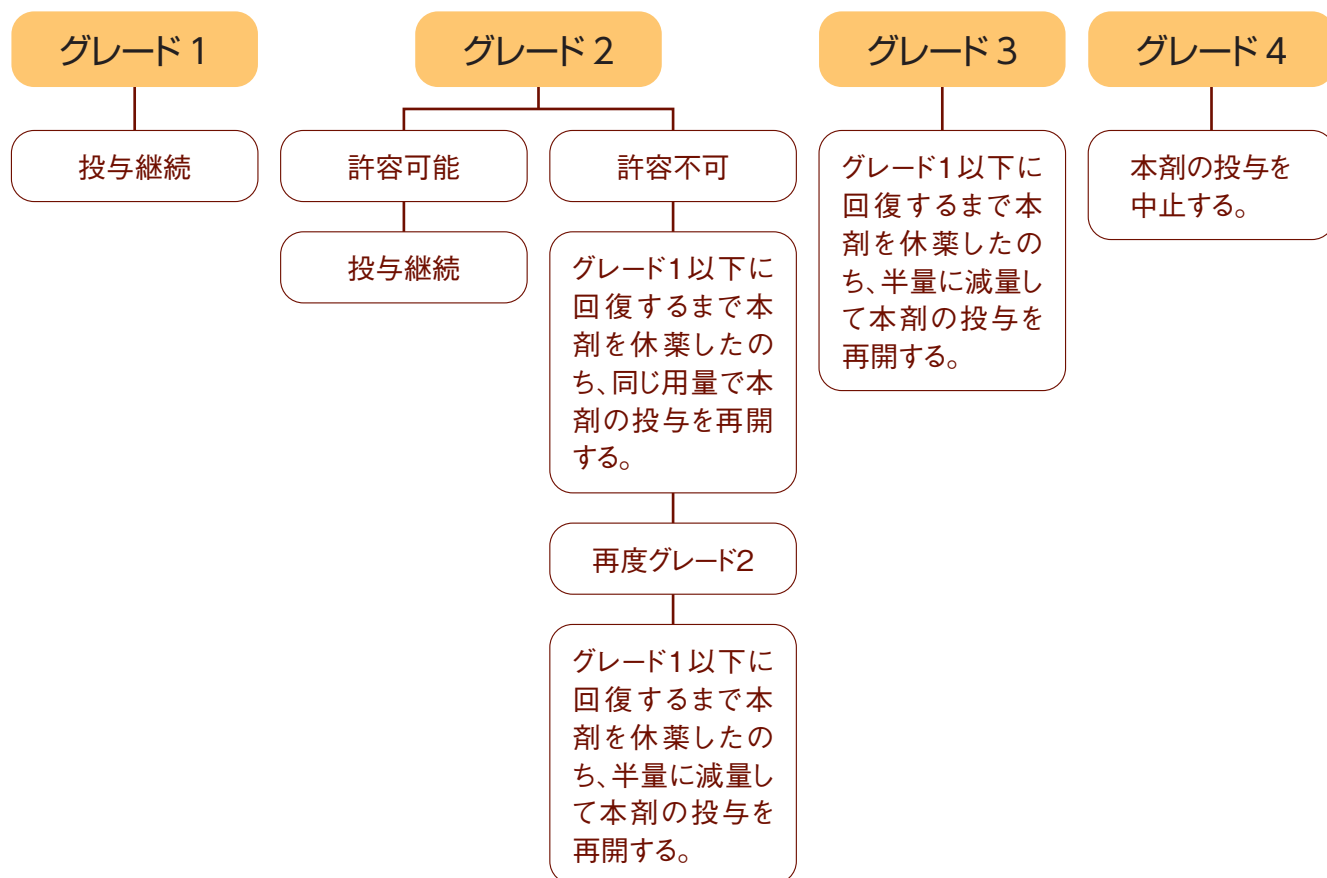 グレード1
グレード2
グレード3
グレード4
投与継続
許容可能
投与継続
許容不可
グレード1以下に
回復するまで本
剤を休薬したの
ち、同じ用量で本
剤の投与を再開
する。
再度グレード2
グレード1以下に
回復するまで本
剤を休薬したの
ち、半量に減量し
て本剤の投与を
再開する。
グレード1以下に
回復するまで本
剤を休薬したの
ち、半量に減量し
て本剤の投与を
再開する。
本剤の投与を
中止する。